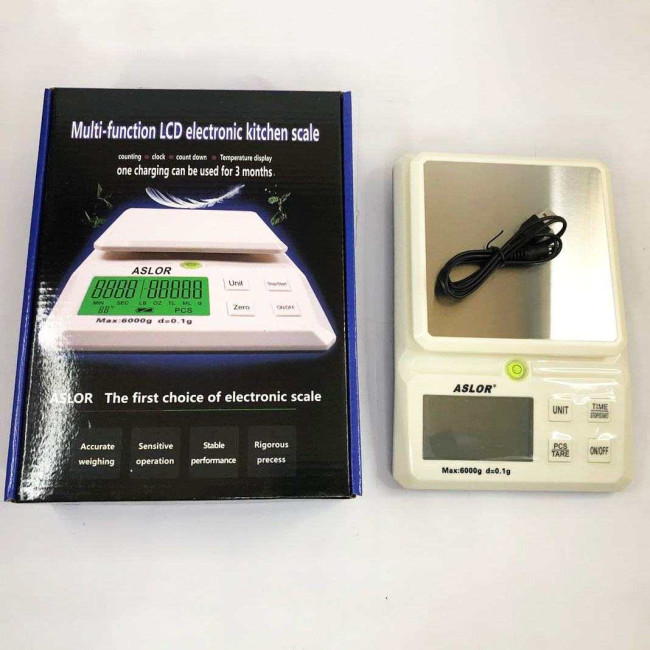 Multi-function LCD electronic kitchen scale
counting clock count down Temperature display
one charging can be used for 3 months
ASLOR
Unit
Zero
ON/OFF
MIN SEC LB OZ TL ML G
PCS
Max:6000g d=0.1g
ASLOR The first choice of electronic scale
Accurate weighing
Sensitive operation
Stable performance
Rigorous precess
ASLOR®
UNIT
TIME
PCS
TARE
ON/OFF
Max:6000g d=0.1g